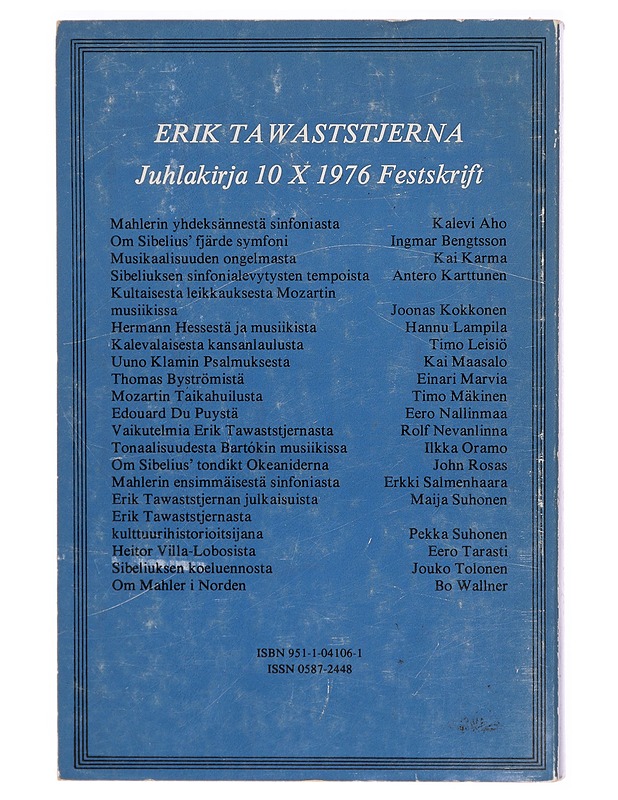 ERIK TAWASTSTJERNA
Juhlakirja 10 X 1976 Festskrift
Mahlerin yhdeksännestä sinfoniasta Kalevi Aho
Om Sibelius' fjärde symfoni Ingmar Bengtsson
Musikaalisuuden ongelmasta Kai Karma
Sibeliuksen sinfonialevytysten tempoista Antero Karttunen
Kultaisesta leikkauksesta Mozartin
musiikissa Joonas Kokkonen
Hermann Hessestä ja musiikista Hannu Lampila
Kalevalaisesta kansanlaulusta Timo Leisiö
Uuno Klamin Psalmuksesta Kai Maasalo
Thomas Byströmistä Einari Marvia
Mozartin Taikahuilusta Timo Mäkinen
Edouard Du Puystä Eero Nallinmaa
Vaikutelmia Erik Tawaststjernasta Rolf Nevanlinna
Tonaalisuudesta Bartókin musiikissa Ilkka Oramo
Om Sibelius' tondikt Okeaniderna John Rosas
Mahlerin ensimmäisestä sinfoniasta Erkki Salmenhaara
Erik Tawaststjernan julkaisuista Maija Suhonen
Erik Tawaststjernasta
kulttuurihistorioitsijana Pekka Suhonen
Heitor Villa-Lobosista Eero Tarasti
Sibeliuksen koeluennosta Jouko Tolonen
Om Mahler i Norden Bo Wallner
ISBN 951-1-04106-1
ISSN 0587-2448